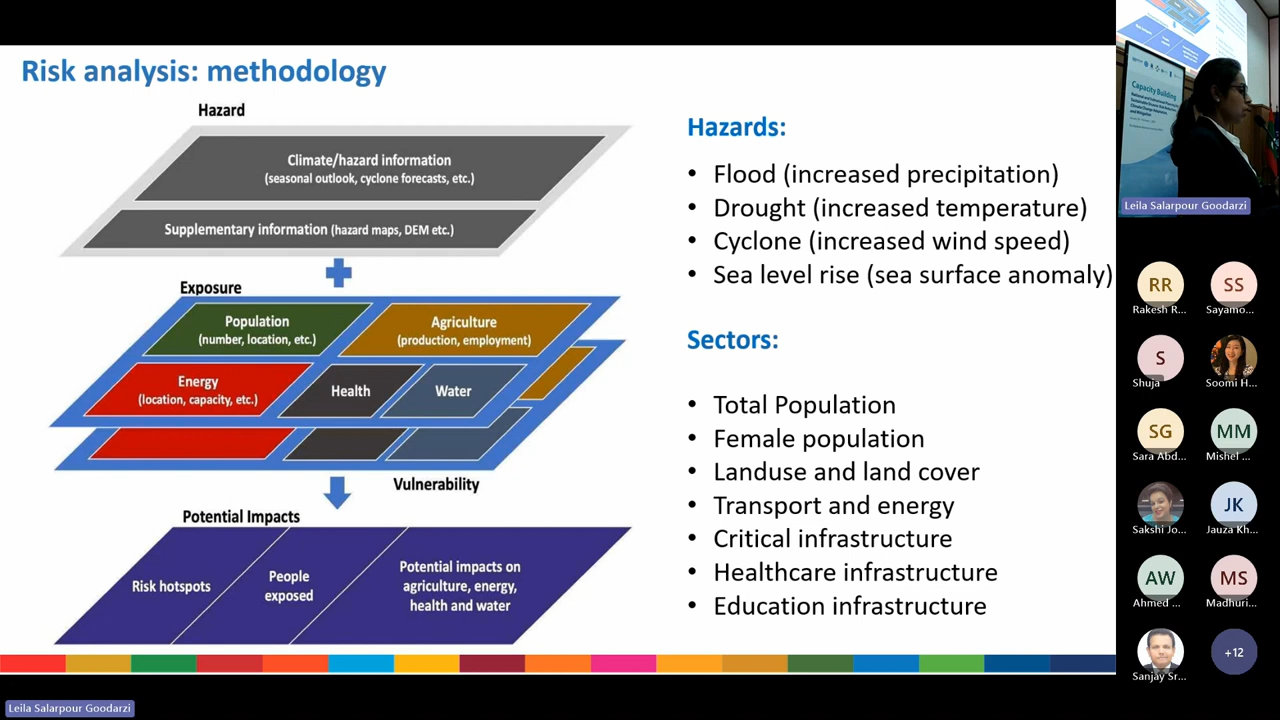 Risk analysis: methodology
Hazard
Climate/hazard information
(seasonal outlook, cyclone forecasts, etc.)
Supplementary information (hazard maps, DEM etc.)
Exposure
Population
(number, location, etc.)
Agriculture
(production, employment)
Energy
(location, capacity, etc.)
Health
Water
Vulnerability
Potential Impacts
Risk hotspots
People
exposed
Potential impacts on
agriculture, energy,
health and water
Hazards:
• Flood (increased precipitation)
• Drought (increased temperature)
• Cyclone (increased wind speed)
• Sea level rise (sea surface anomaly)
Sectors:
• Total Population
• Female population
• Landuse and land cover
• Transport and energy
• Critical infrastructure
• Healthcare infrastructure
• Education infrastructure
Capacity Building
Leila Salarpour Goodarzi
RR
Rakesh R...
SS
Sayamo...
S
Shuja
Soomi H...
SG
Sara Abd...
MM
Mishel ...
Sakshi Jo...
JK
Jauza Kh...
AW
Ahmed ...
MS
Madhuri...
Sanjay Sr...
+12
Leila Salarpour Goodarzi